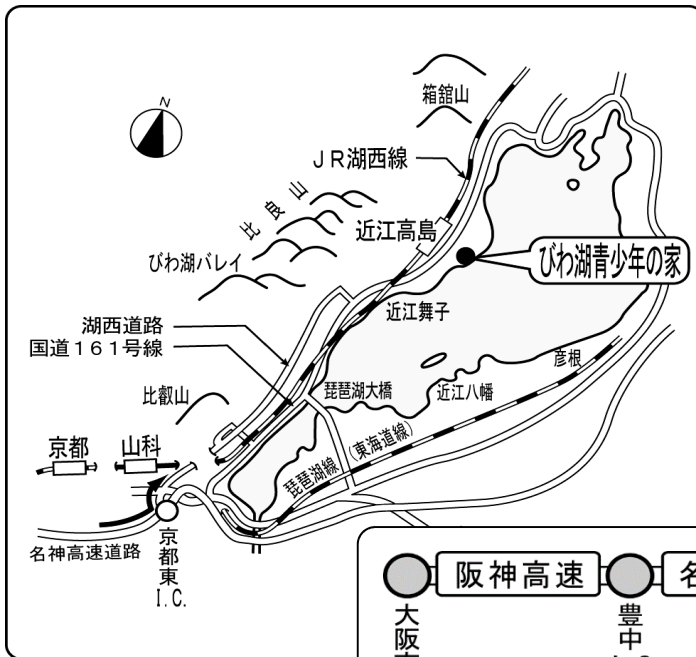 N
箱舘山
JR湖西線
比良山
近江高島
びわ湖バレイ
びわ湖青少年の家
近江舞子
湖西道路
国道161号線
彦根
比叡山
琵琶湖大橋
近江八幡
京都
山科
琵琶湖線
(東海道線)
名神高速道路
京都東I.C.
阪神高速
名
大阪
豊中